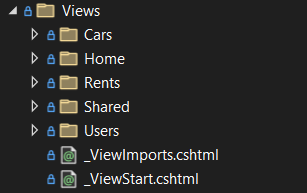 Views
Cars
Home
Rents
Shared
Users
_ViewImports.cshtml
_ViewStart.cshtml